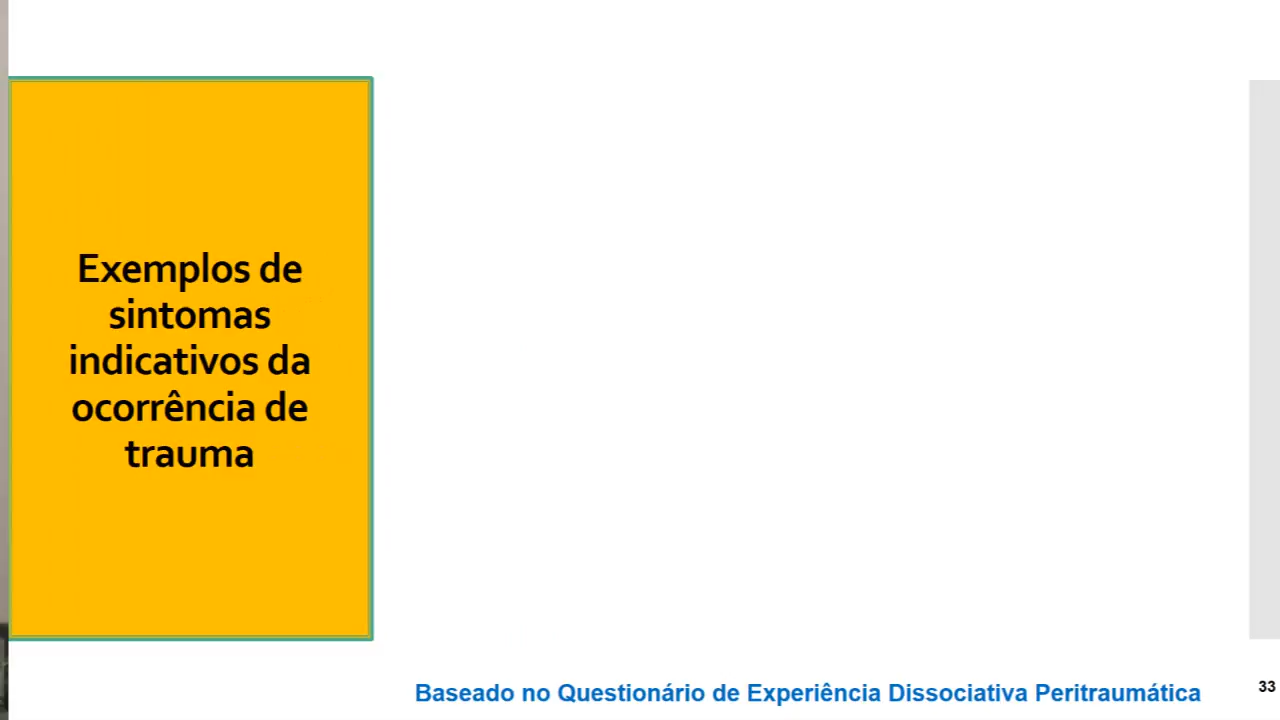 Exemplos de
sintomas
indicativos da
ocorrência de
trauma
Baseado no Questionário de Experiência Dissociativa Peritraumática
33